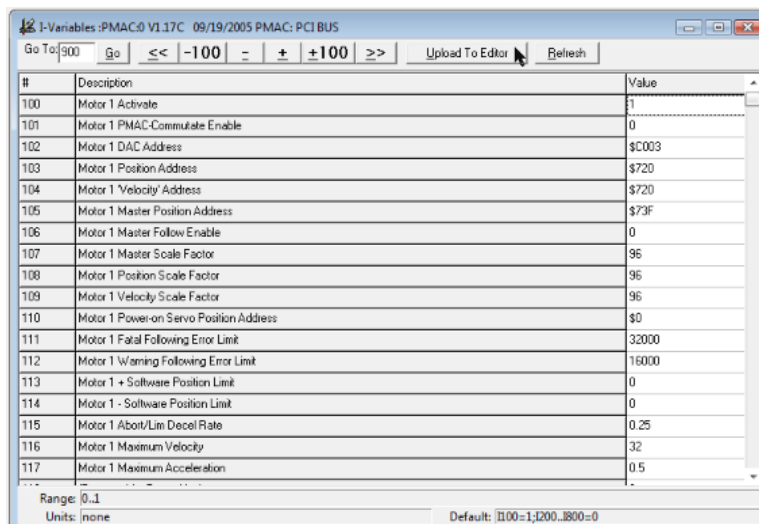 I-Variables :PMAC:0 V1.17C 09/19/2005 PMAC: PCI BUS
Go To: 900 Go << -100 - + +100 >> Upload To Editor Refresh
# Description Value
100 Motor 1 Activate 1
101 Motor 1 PMAC-Commutate Enable 0
102 Motor 1 DAC Address $C003
103 Motor 1 Position Address $720
104 Motor 1 'Velocity' Address $720
105 Motor 1 Master Position Address $73F
106 Motor 1 Master Follow Enable 0
107 Motor 1 Master Scale Factor 96
108 Motor 1 Position Scale Factor 96
109 Motor 1 Velocity Scale Factor 96
110 Motor 1 Power-on Servo Position Address $0
111 Motor 1 Fatal Following Error Limit 32000
112 Motor 1 Warning Following Error Limit 16000
113 Motor 1 + Software Position Limit 0
114 Motor 1 - Software Position Limit 0
115 Motor 1 Abort/Lim Decel Rate 0.25
116 Motor 1 Maximum Velocity 32
117 Motor 1 Maximum Acceleration 0.5
Range: 0..1
Units: none Default: I100=1;I200..I800=0